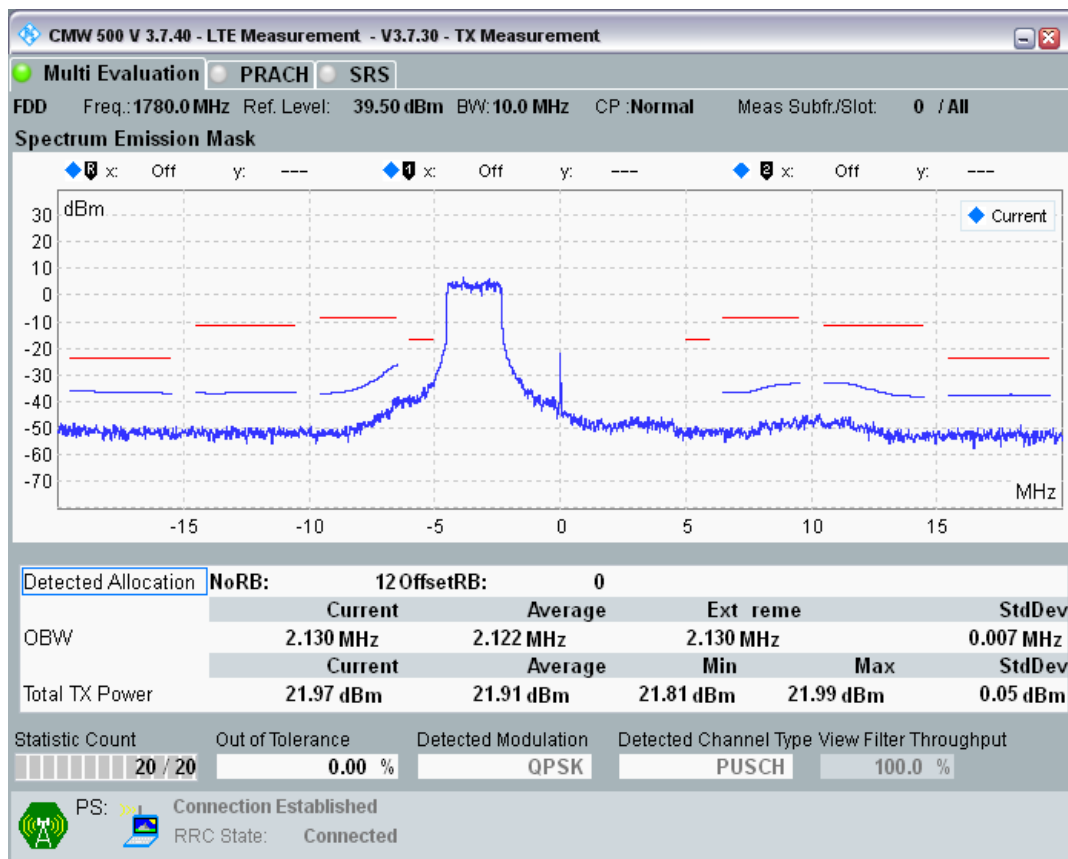 CMW 500 V 3.7.40 - LTE Measurement - V3.7.30 - TX Measurement
Multi Evaluation PRACH SRS
FDD Freq.: 1780.0 MHz Ref. Level: 39.50 dBm BW: 10.0 MHz CP :Normal Meas Subfr./Slot: 0 / All
Spectrum Emission Mask
R x: Off y: --- 1 x: Off y: --- 2 x: Off y: ---
dBm
Current
30
20
10
0
-10
-20
-30
-40
-50
-60
-70
MHz
-15 -10 -5 0 5 10 15
Detected Allocation NoRB: 12 OffsetRB: 0
Current Average Ext reme StdDev
OBW 2.130 MHz 2.122 MHz 2.130 MHz 0.007 MHz
Current Average Min Max StdDev
Total TX Power 21.97 dBm 21.91 dBm 21.81 dBm 21.99 dBm 0.05 dBm
Statistic Count Out of Tolerance Detected Modulation Detected Channel Type View Filter Throughput
20 / 20 0.00 % QPSK PUSCH 100.0 %
PS: Connection Established
RRC State: Connected